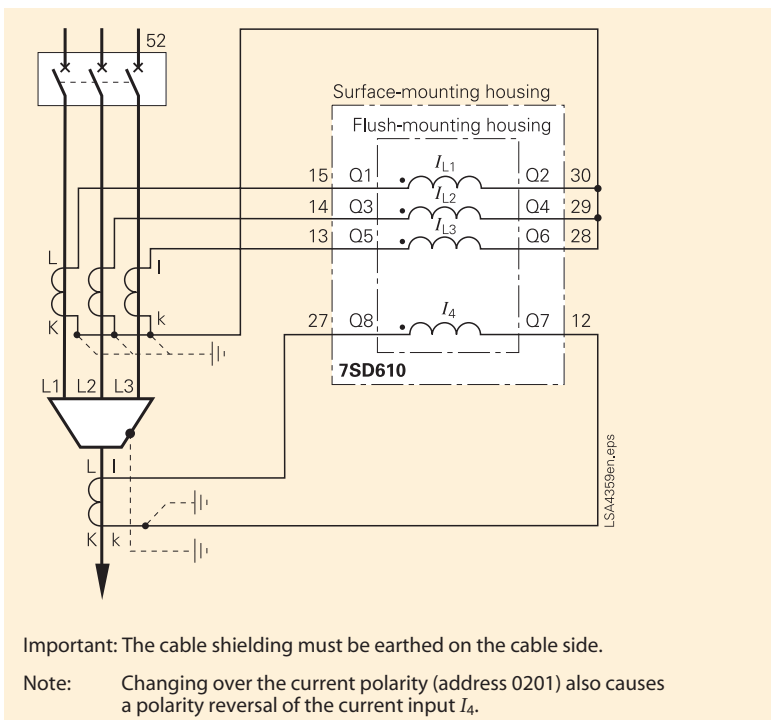 52
Surface-mounting housing
Flush-mounting housing
15 Q1 IL1 Q2 30
14 Q3 IL2 Q4 29
13 Q5 IL3 Q6 28
L l
K k
27 Q8 I4 Q7 12
7SD610
L1 L2 L3
L l
K k
LSA4359en.eps
Important: The cable shielding must be earthed on the cable side.
Note: Changing over the current polarity (address 0201) also causes
a polarity reversal of the current input I4.